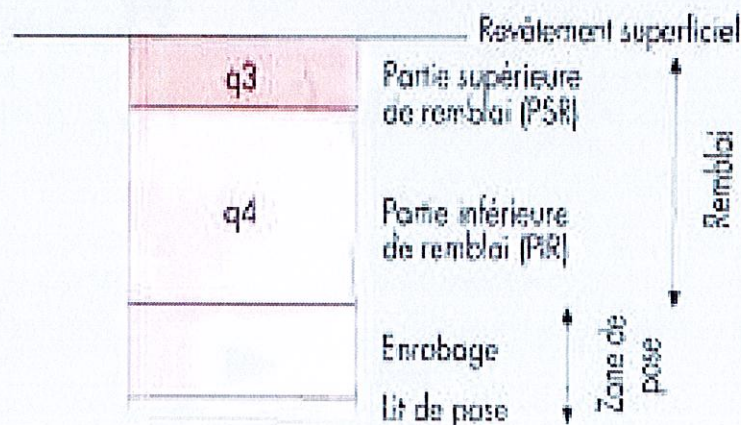 Revêtement superficiel
q3
Partie supérieure
de remblai (PSR)
q4
Partie inférieure
de remblai (PIR)
Remblai
Enrobage
Lit de pose
Zone de
pose